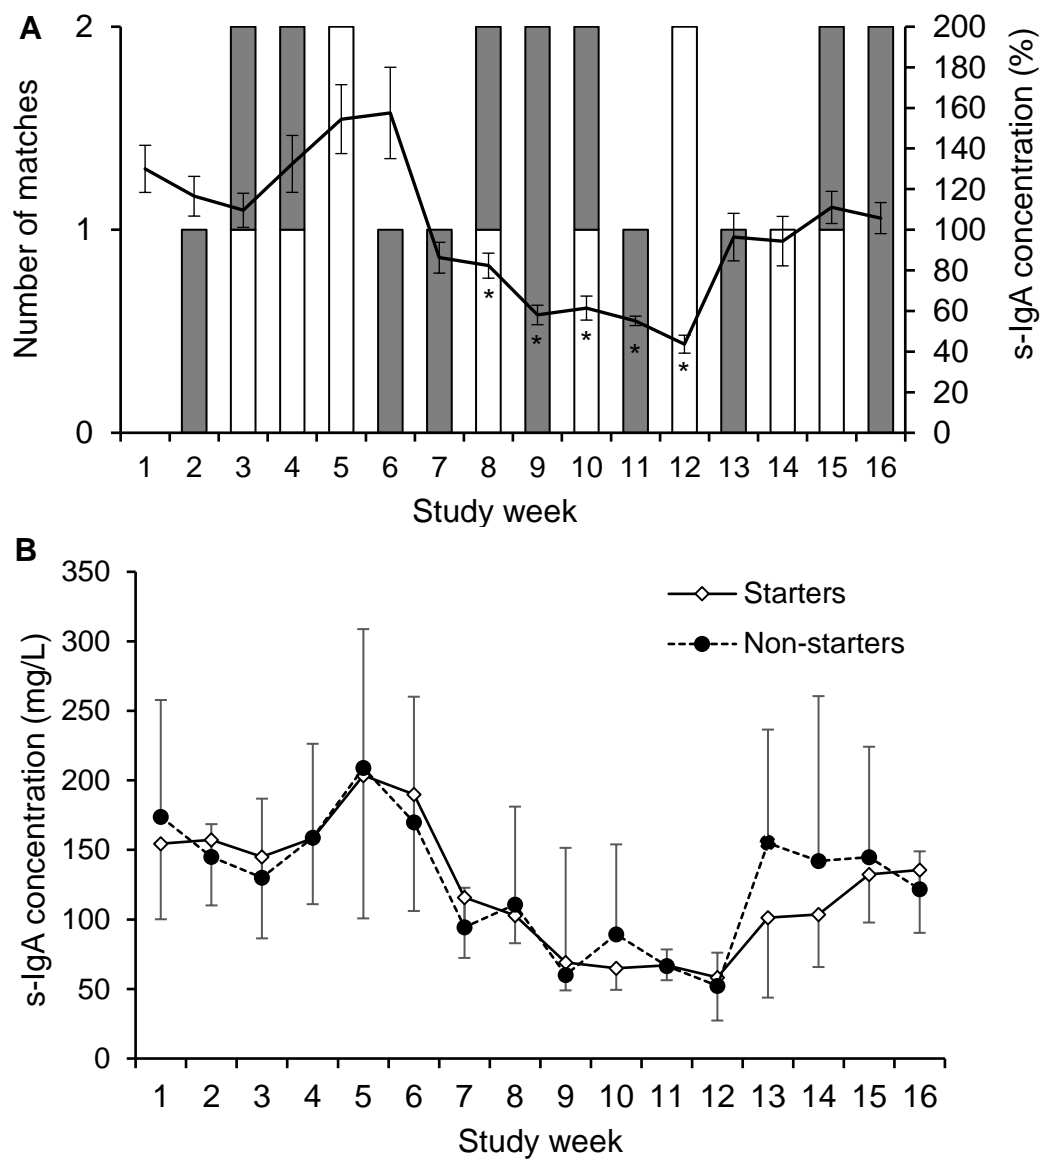 A
Number of matches
2
1
0
200
180
160
140
120
100
80
60
40
20
0
s-IgA concentration (%)
* * * * *
1 2 3 4 5 6 7 8 9 10 11 12 13 14 15 16
Study week
B
s-IgA concentration (mg/L)
350
300
250
200
150
100
50
0
Starters
Non-starters
1 2 3 4 5 6 7 8 9 10 11 12 13 14 15 16
Study week